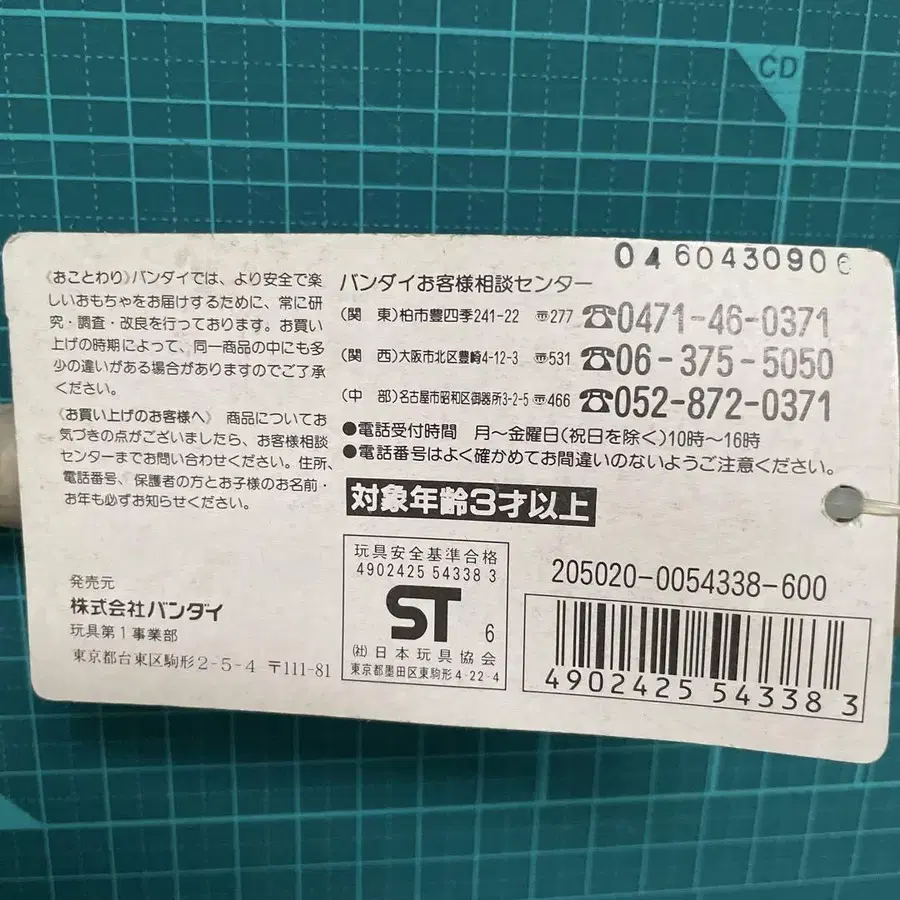 CD
0460430906
《おことわり》バンダイでは、より安全で楽
しいおもちゃをお届けするために、常に研
究・調査・改良を行っております。お買い
上げの時期によって、同一商品の中にも多
少の違いがある場合がありますのでご了承
ください。
《お買い上げのお客様へ》 商品についてお
気づきの点がございましたら、お客様相談
センターまでお問い合わせください。住所、
電話番号、保護者の方とお子様のお名前・
お年も必ずお知らせください。
発売元
株式会社バンダイ
玩具第1事業部
東京都台東区駒形2-5-4 〒111-81
バンダイお客様相談センター
(関 東)柏市豊四季241-22 〠277 ☎0471-46-0371
(関 西)大阪市北区豊崎4-12-3 〠531 ☎06-375-5050
(中 部)名古屋市昭和区御器所3-2-5 〠466 ☎052-872-0371
●電話受付時間 月〜金曜日(祝日を除く)10時〜16時
●電話番号はよく確かめてお間違いのないようご注意ください。
対象年齢3才以上
玩具安全基準合格
4902425 54338 3
ST 6
(社)日本玩具協会
東京都墨田区東駒形4-22-4
205020-0054338-600
4902425 54338 3